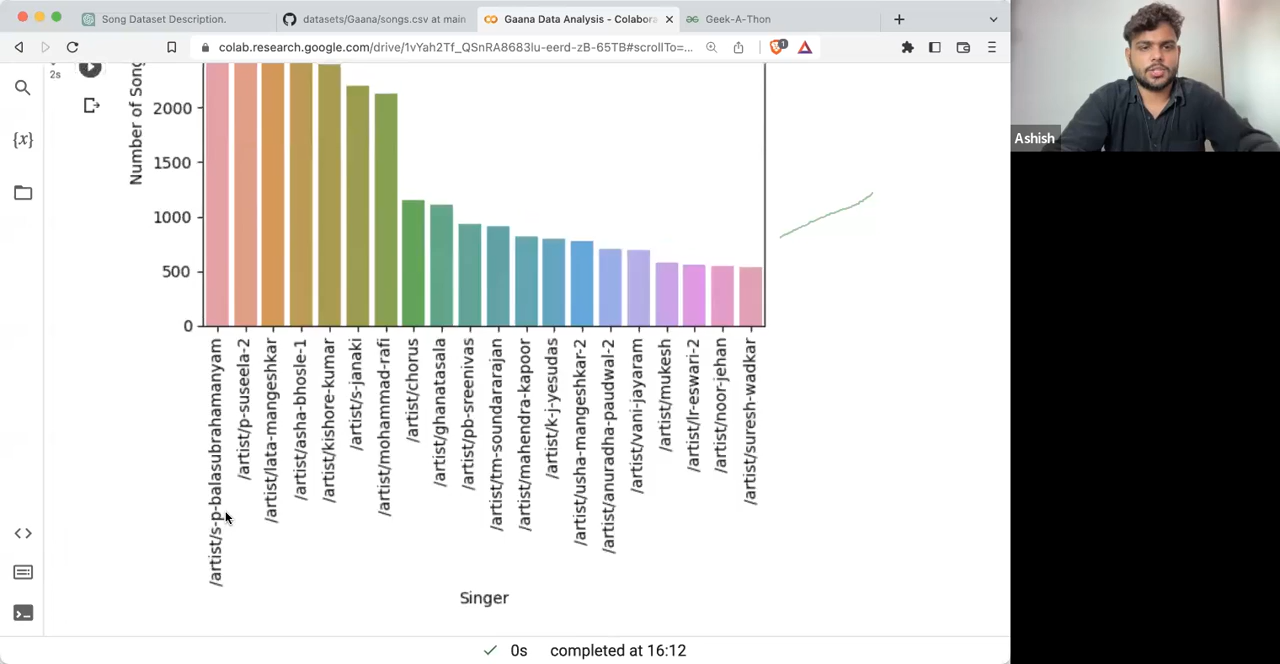 Song Dataset Description.
datasets/Gaana/songs.csv at main
Gaana Data Analysis - Colabora
Geek-A-Thon
colab.research.google.com/drive/1vYah2Tf_QSnRA8683lu-eerd-zB-65TB#scrollTo=...
1
2s
{x}
Ashish
Number of Song
2000
1500
1000
500
0
/artist/s-p-balasubrahamanyam
/artist/p-suseela-2
/artist/lata-mangeshkar
/artist/asha-bhosle-1
/artist/kishore-kumar
/artist/s-janaki
/artist/mohammad-rafi
/artist/chorus
/artist/ghanatasala
/artist/pb-sreenivas
/artist/tm-soundararajan
/artist/mahendra-kapoor
/artist/k-j-yesudas
/artist/usha-mangeshkar-2
/artist/anuradha-paudwal-2
/artist/vani-jayaram
/artist/mukesh
/artist/lr-eswari-2
/artist/noor-jehan
/artist/suresh-wadkar
Singer
0s completed at 16:12